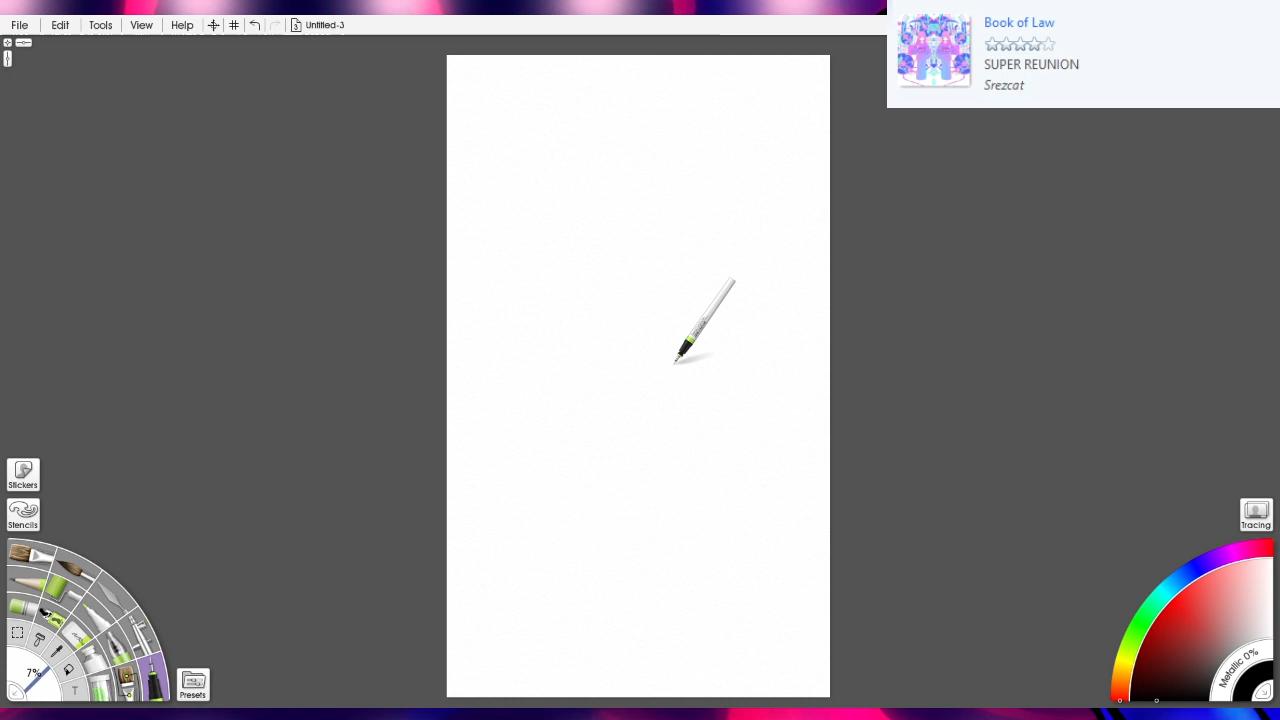 File Edit Tools View Help 3 Untitled-3
Book of Law
SUPER REUNION
Srezcat
Stickers
Stencils
Tracing
7%
T
Presets
Metallic 0%